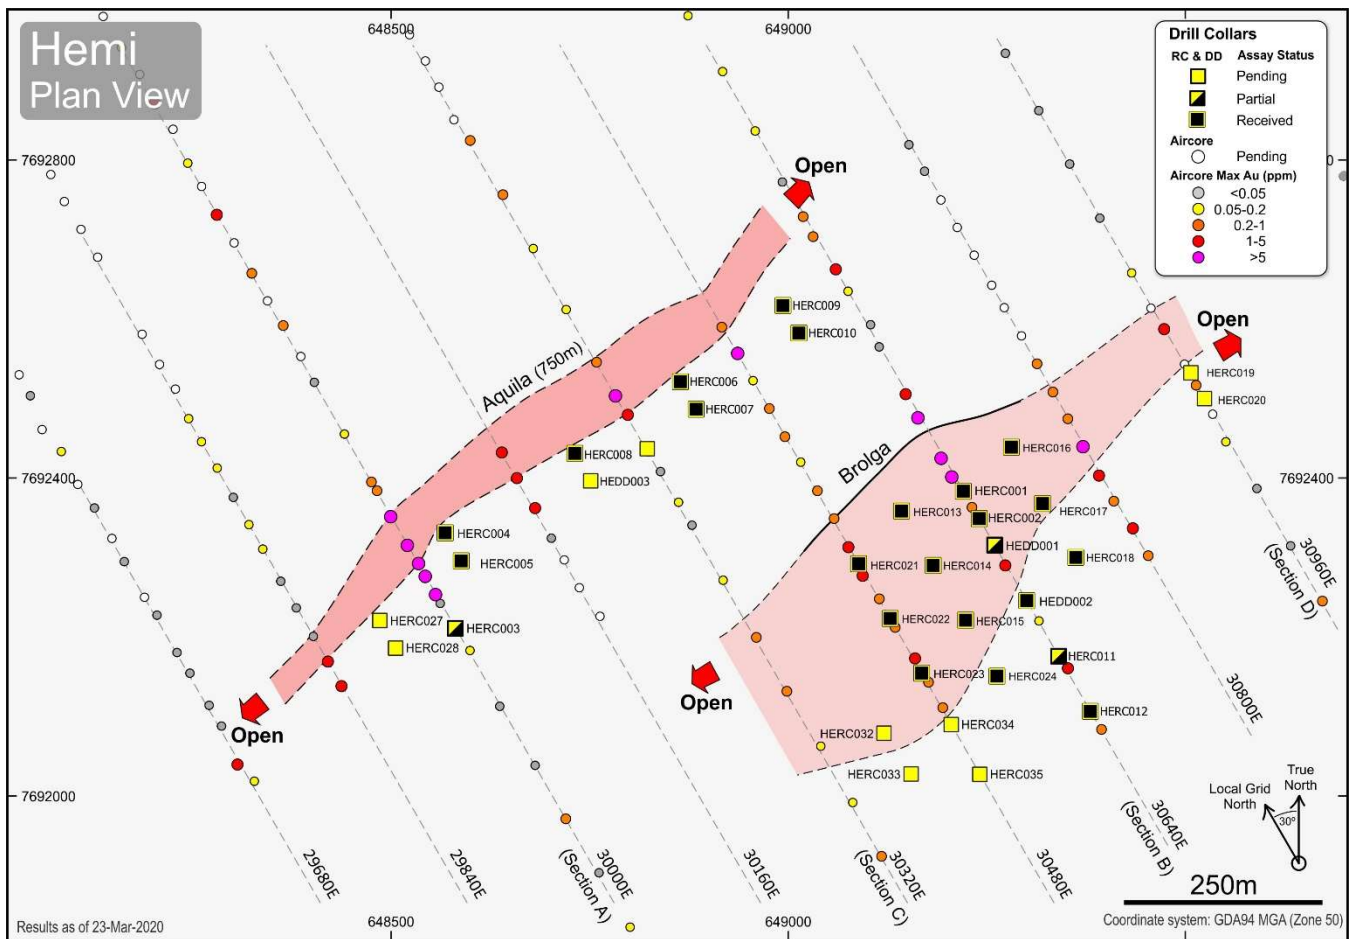 Hemi
Plan View
648500
649000
Drill Collars
RC & DD Assay Status
Pending
Partial
Received
Aircore
Pending
Aircore Max Au (ppm)
<0.05
0.05-0.2
0.2-1
1-5
>5
7692800
Open
HERC009
HERC010
Open
Aquila (750m)
HERC006
HERC019
HERC007
HERC020
HERC008
Brolga
HERC016
7692400
HEDD003
HERC001
7692400
HERC013
HERC002
HERC017
HERC004
HEDD001
HERC005
HERC021
HERC014
HERC018
30960E
(Section D)
HEDD002
HERC027
HERC003
HERC022
HERC015
HERC028
HERC011
HERC023
HERC024
Open
Open
HERC012
30800E
HERC032
HERC034
HERC033
HERC035
7692000
Local Grid
North
True
North
30º
29680E
29840E
30000E
(Section A)
30160E
30320E
(Section C)
30480E
30640E
(Section B)
250m
Results as of 23-Mar-2020
648500
649000
Coordinate system: GDA94 MGA (Zone 50)